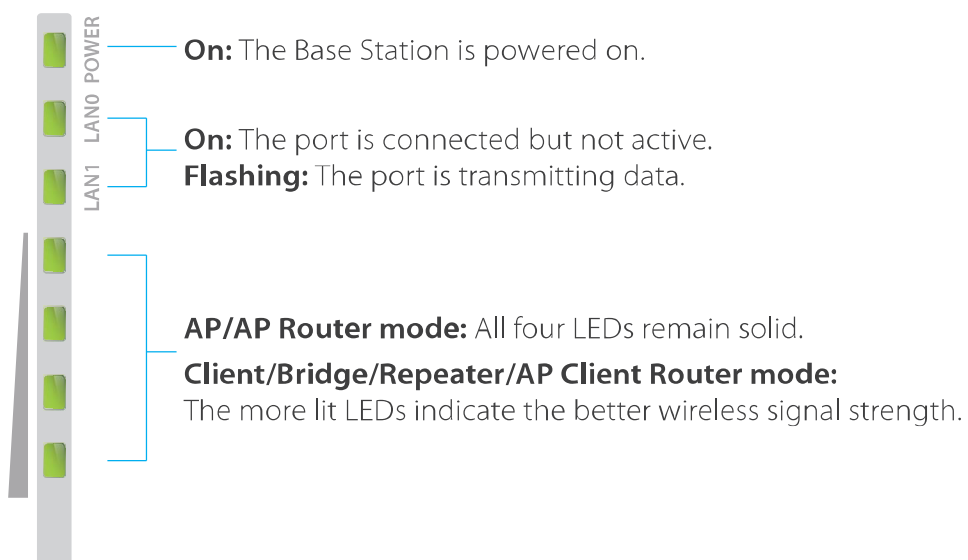 POWER
On: The Base Station is powered on.
LAN0
On: The port is connected but not active.
LAN1
Flashing: The port is transmitting data.
AP/AP Router mode: All four LEDs remain solid.
Client/Bridge/Repeater/AP Client Router mode:
The more lit LEDs indicate the better wireless signal strength.